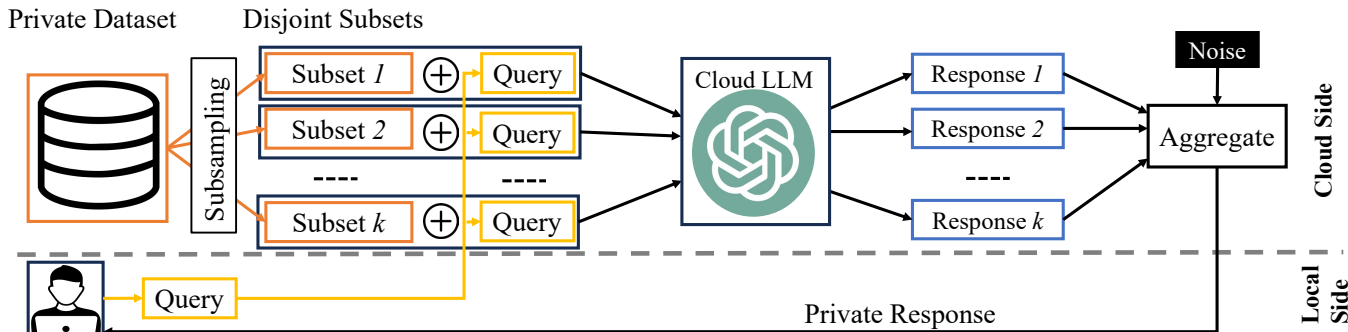 Private Dataset
Disjoint Subsets
Subsampling
Subset 1
Query
Subset 2
Query
Subset k
Query
Cloud LLM
Response 1
Response 2
Response k
Noise
Aggregate
Cloud Side
Query
Private Response
Local
Side